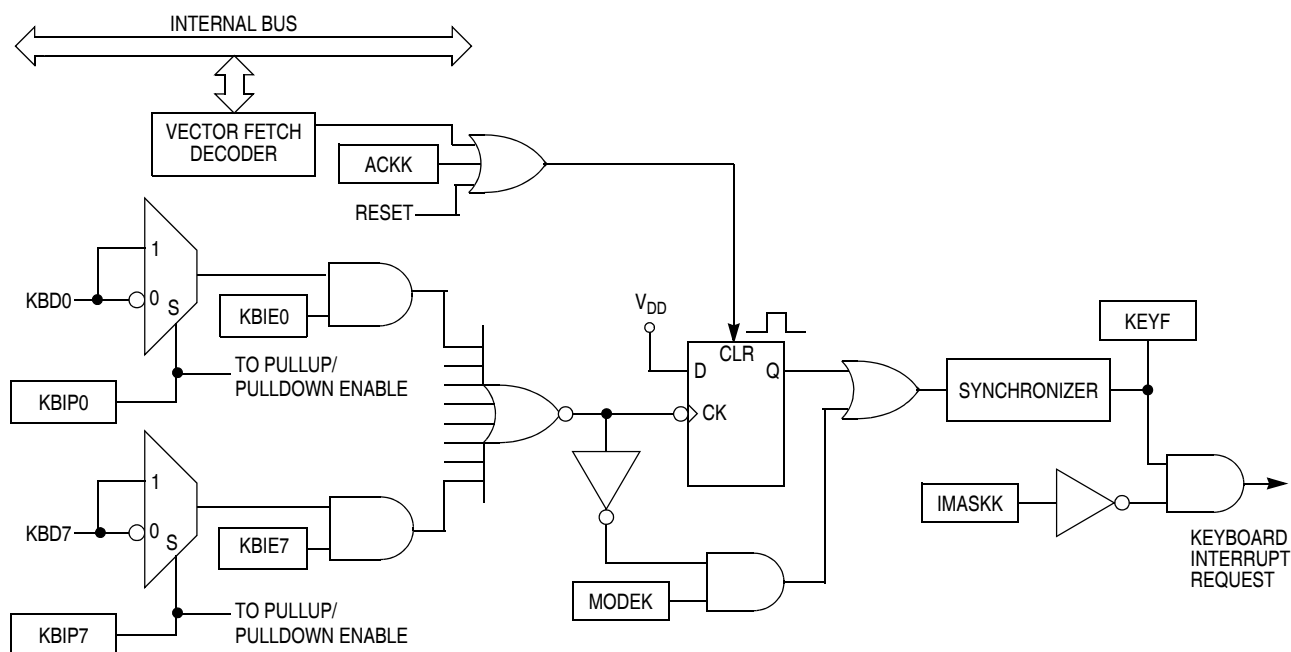 INTERNAL BUS
VECTOR FETCH
DECODER
ACKK
RESET
1
KBD0
0
S
KBIE0
TO PULLUP/
PULLDOWN ENABLE
KBIP0
VDD
CLR
D
Q
CK
KEYF
SYNCHRONIZER
1
KBD7
0
S
KBIE7
TO PULLUP/
PULLDOWN ENABLE
KBIP7
MODEK
IMASKK
KEYBOARD
INTERRUPT
REQUEST